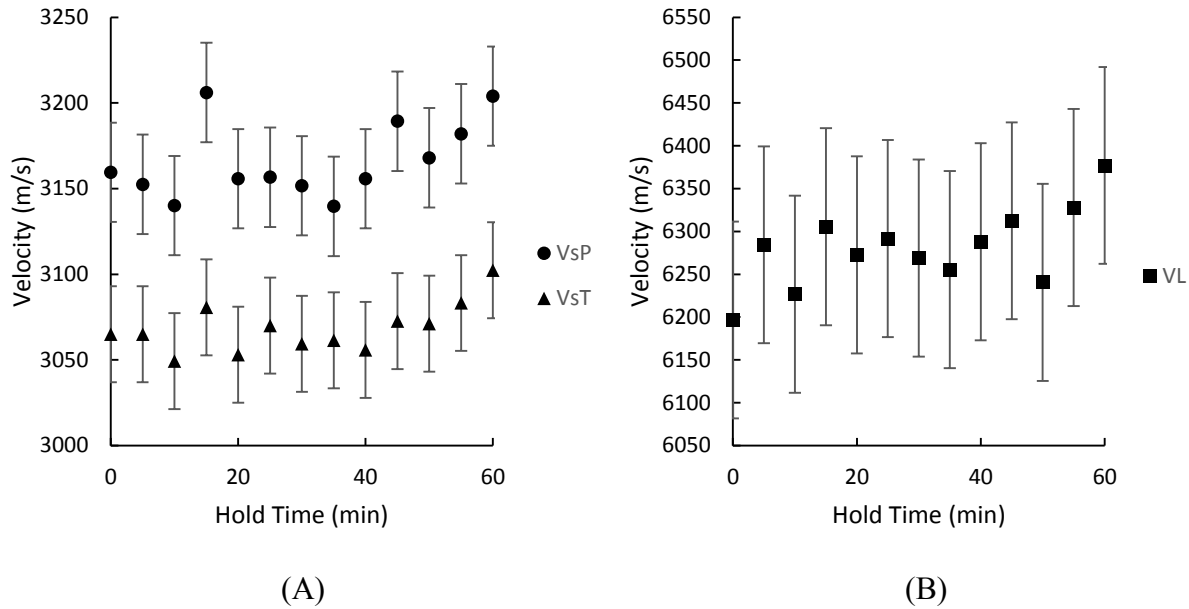 3250
3200
3150
3100
3050
3000
Velocity (m/s)
0 20 40 60
Hold Time (min)
VsP
VsT
(A)
6550
6500
6450
6400
6350
6300
6250
6200
6150
6100
6050
Velocity (m/s)
0 20 40 60
Hold Time (min)
VL
(B)